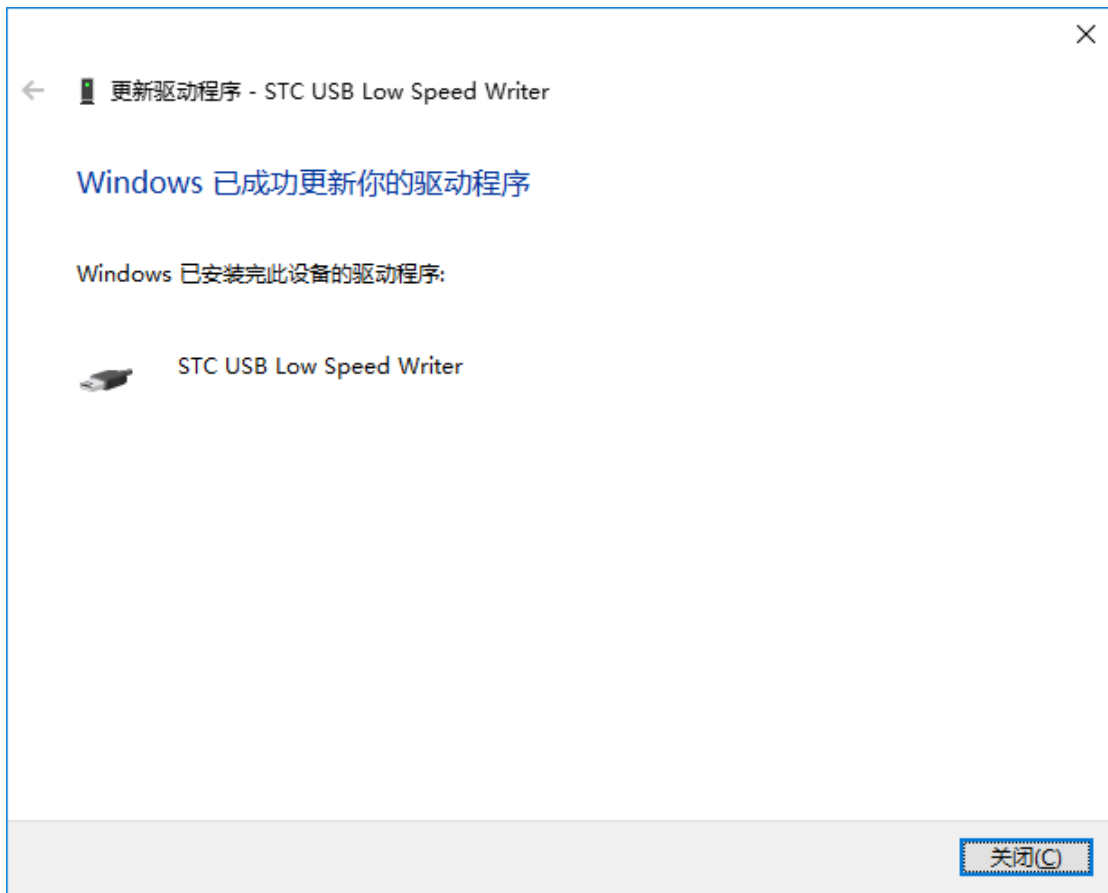 更新驱动程序 - STC USB Low Speed Writer
Windows 已成功更新你的驱动程序
Windows 已安装完此设备的驱动程序:
STC USB Low Speed Writer
关闭(C)